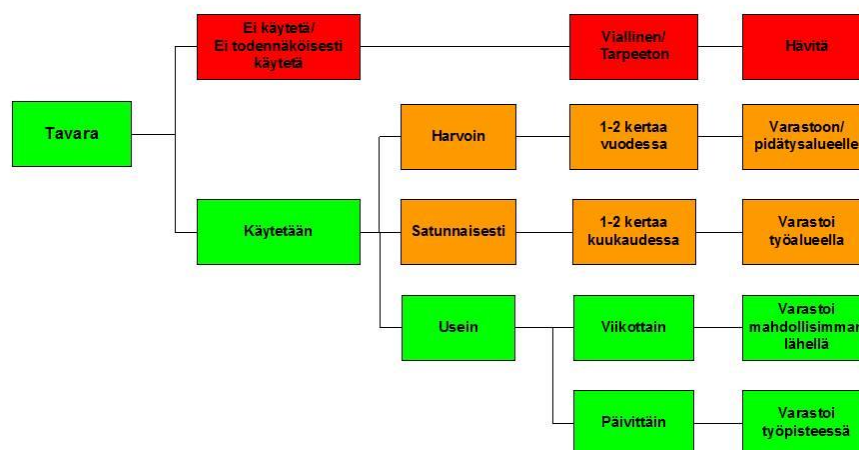 Ei käytetä/
Ei todennäköisesti
käytetä
Viallinen/
Tarpeeton
Hävitä
Tavara
Harvoin
1-2 kertaa
vuodessa
Varastoon/
pidätysalueelle
Käytetään
Satunnaisesti
1-2 kertaa
kuukaudessa
Varastoi
työalueella
Usein
Viikottain
Varastoi
mahdollisimman
lähellä
Päivittäin
Varastoi
työpisteessä